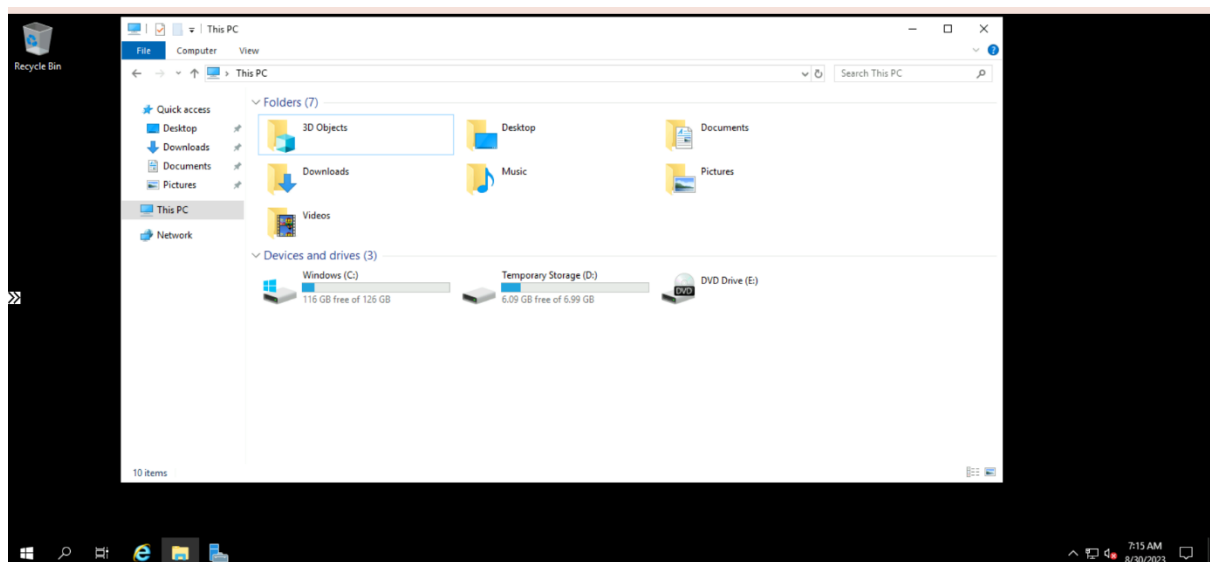 Recycle Bin
This PC
File Computer View
This PC
Search This PC
Quick access
Desktop
Downloads
Documents
Pictures
This PC
Network
Folders (7)
3D Objects
Desktop
Documents
Downloads
Music
Pictures
Videos
Devices and drives (3)
Windows (C:)
116 GB free of 126 GB
Temporary Storage (D:)
6.09 GB free of 6.99 GB
DVD Drive (E:)
DVD
10 items
7:15 AM
8/30/2023